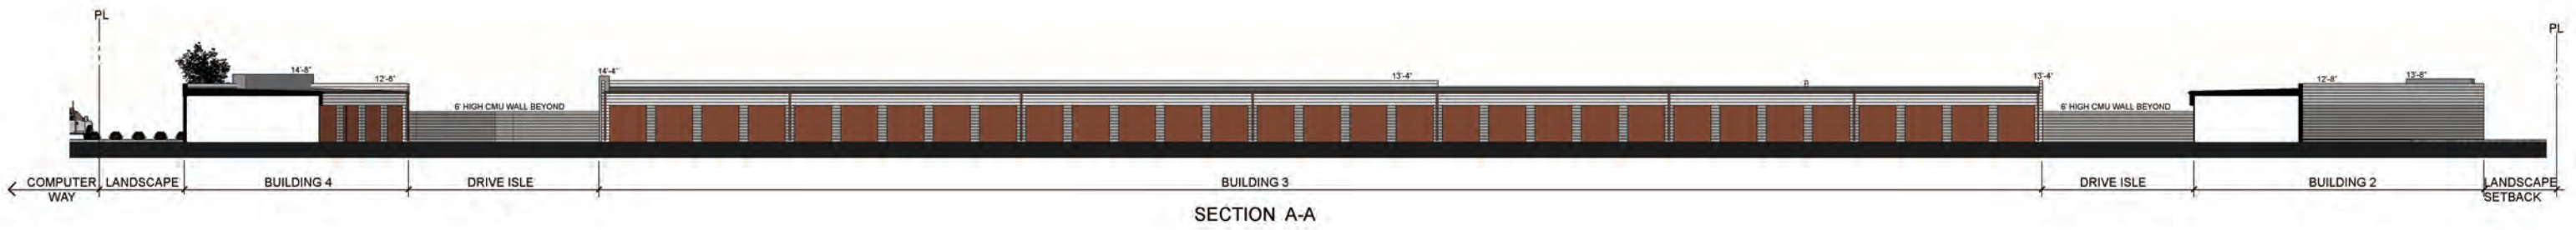 PL
PL
14'-8"
12'-8"
14'-4"
13'-4"
13'-4"
12'-8"
13'-8"
6' HIGH CMU WALL BEYOND
6' HIGH CMU WALL BEYOND
COMPUTER WAY
LANDSCAPE
BUILDING 4
DRIVE ISLE
BUILDING 3
DRIVE ISLE
BUILDING 2
LANDSCAPE SETBACK
SECTION A-A